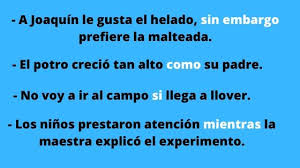 - A Joaquín le gusta el helado, sin embargo
prefiere la malteada.
- El potro creció tan alto como su padre.
- No voy a ir al campo si llega a llover.
- Los niños prestaron atención mientras la
maestra explicó el experimento.